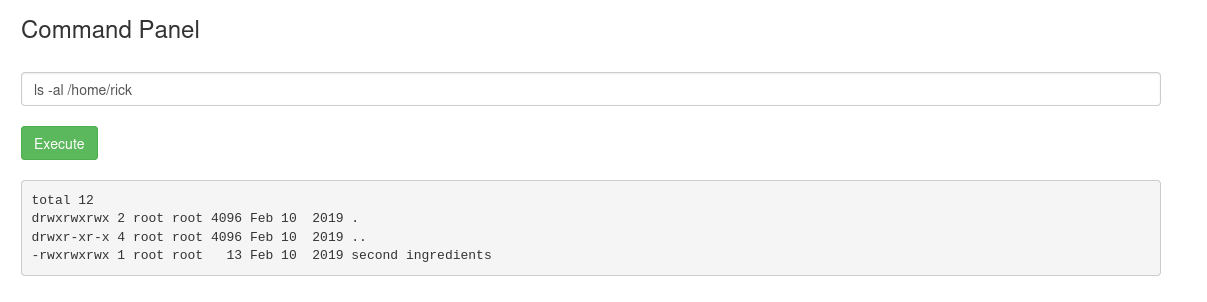 Command Panel
ls -al /home/rick
Execute
total 12
drwxrwxrwx 2 root root 4096 Feb 10  2019 .
drwxr-xr-x 4 root root 4096 Feb 10  2019 ..
-rwxrwxrwx 1 root root   13 Feb 10  2019 second ingredients